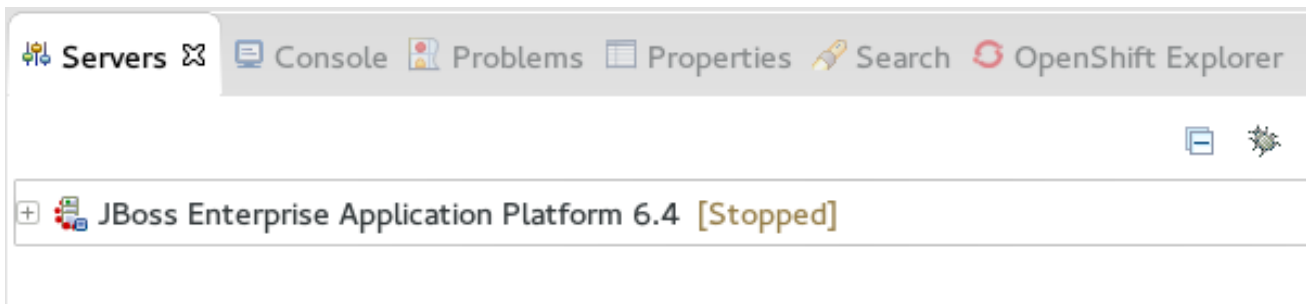 Servers Console Problems Properties Search OpenShift Explorer
JBoss Enterprise Application Platform 6.4 [Stopped]